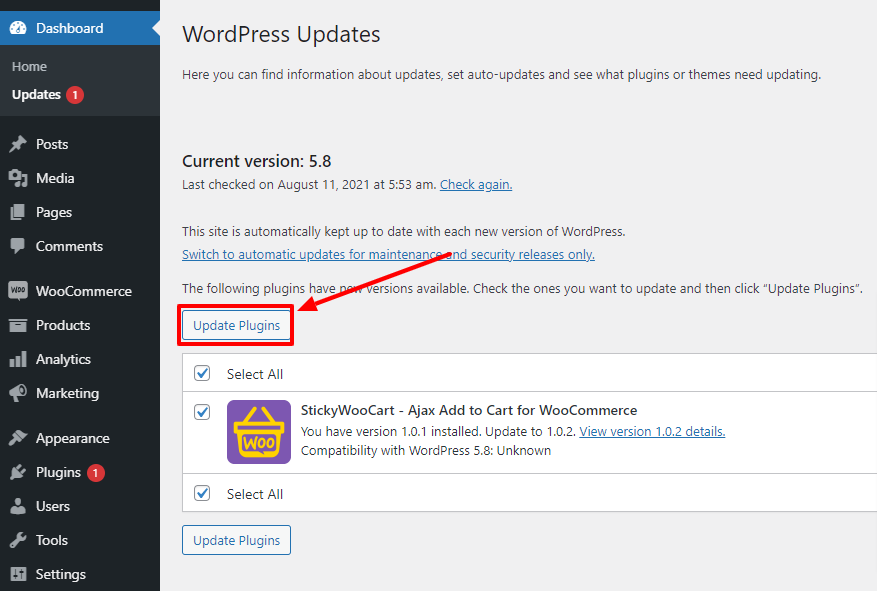 Dashboard
Home
Updates 1
Posts
Media
Pages
Comments
WOO WooCommerce
Products
Analytics
Marketing
Appearance
Plugins 1
Users
Tools
Settings
WordPress Updates
Here you can find information about updates, set auto-updates and see what plugins or themes need updating.
Current version: 5.8
Last checked on August 11, 2021 at 5:53 am. Check again.
This site is automatically kept up to date with each new version of WordPress.
Switch to automatic updates for maintenance and security releases only.
The following plugins have new versions available. Check the ones you want to update and then click “Update Plugins”.
Update Plugins
Select All
WOO
StickyWooCart - Ajax Add to Cart for WooCommerce
You have version 1.0.1 installed. Update to 1.0.2. View version 1.0.2 details.
Compatibility with WordPress 5.8: Unknown
Select All
Update Plugins